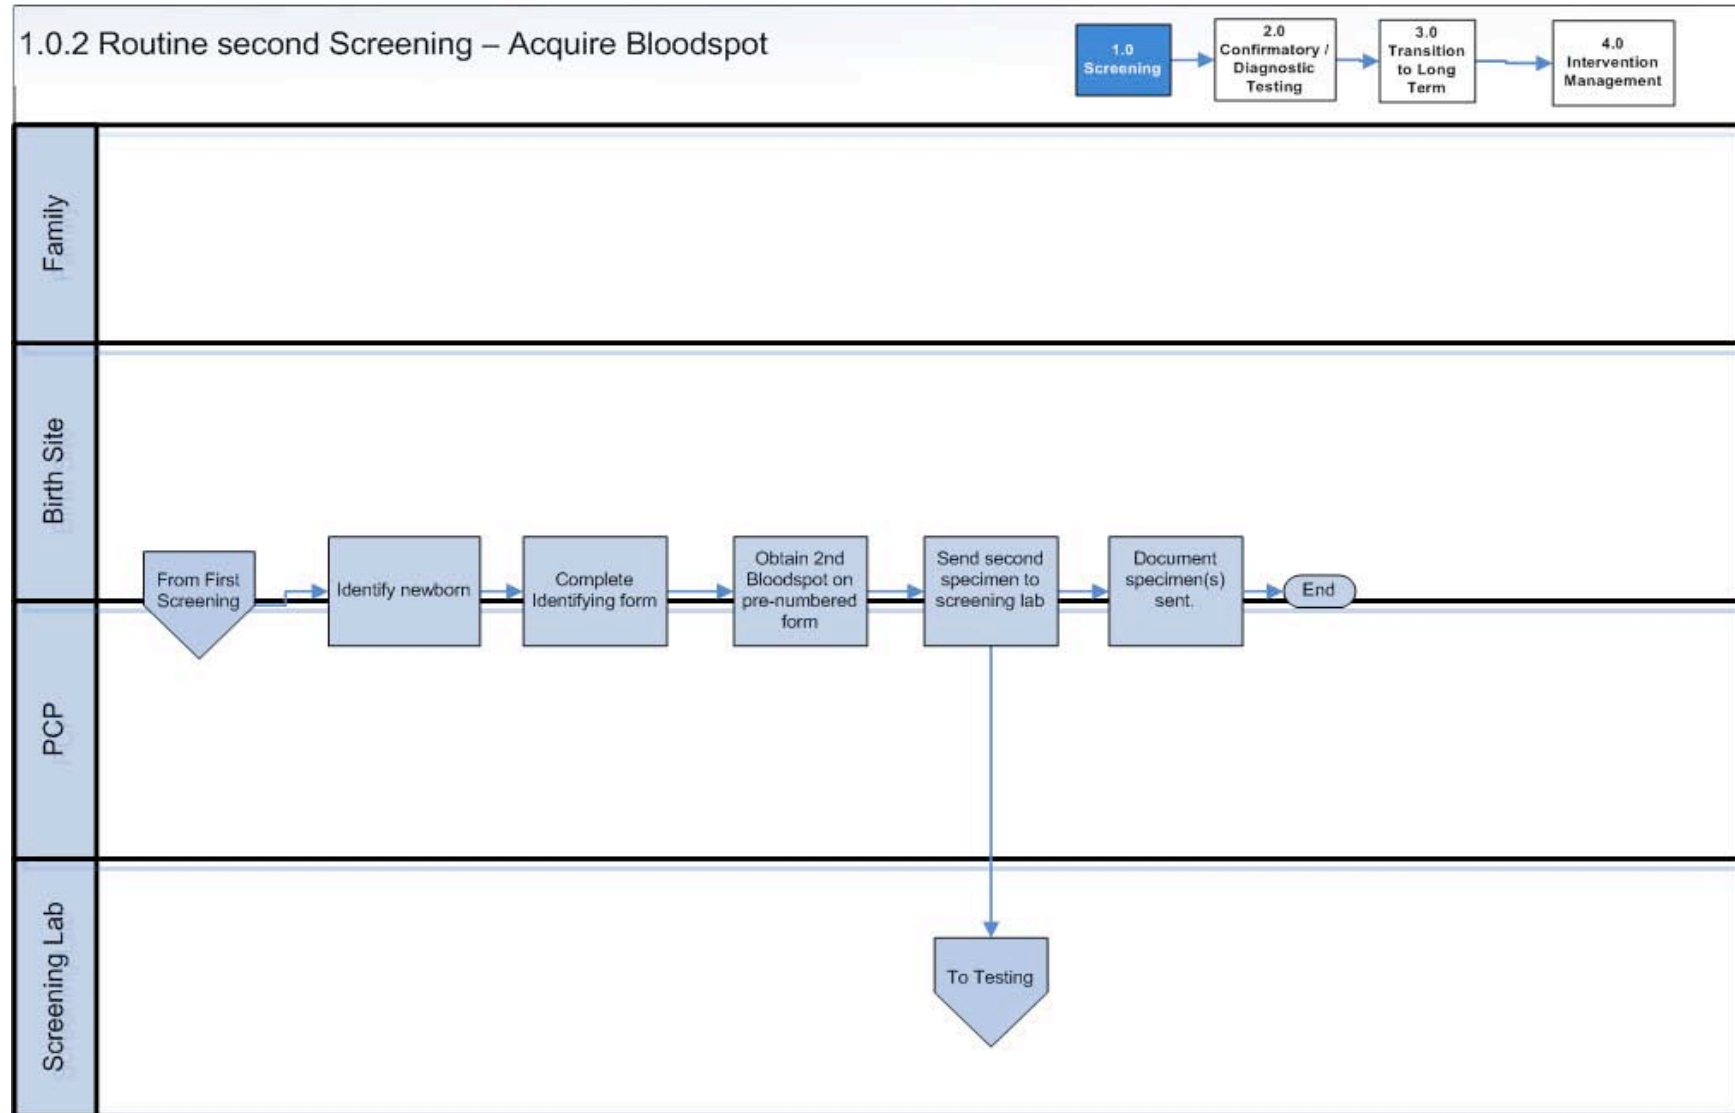 1.0.2 Routine second Screening – Acquire Bloodspot
1.0
Screening
2.0
Confirmatory /
Diagnostic
Testing
3.0
Transition
to Long
Term
4.0
Intervention
Management
Family
Birth Site
From First
Screening
Identify newborn
Complete
Identifying form
Obtain 2nd
Bloodspot on
pre-numbered
form
Send second
specimen to
screening lab
Document
specimen(s)
sent.
End
PCP
Screening Lab
To Testing